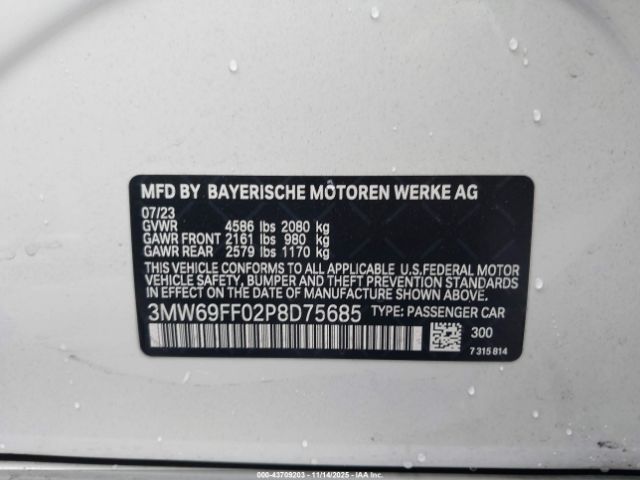 MFD BY BAYERISCHE MOTOREN WERKE AG
07/23
GVWR 4586 lbs 2080 kg
GAWR FRONT 2161 lbs 980 kg
GAWR REAR 2579 lbs 1170 kg
THIS VEHICLE CONFORMS TO ALL APPLICABLE U.S.FEDERAL MOTOR
VEHICLE SAFETY, BUMPER AND THEFT PREVENTION STANDARDS
IN EFFECT ON THE DATE OF MANUFACTURE SHOWN ABOVE.
3MW69FF02P8D75685 TYPE: PASSENGER CAR
300
7 315 814
000-43709203 - 11/14/2025 - © IAA, Inc.